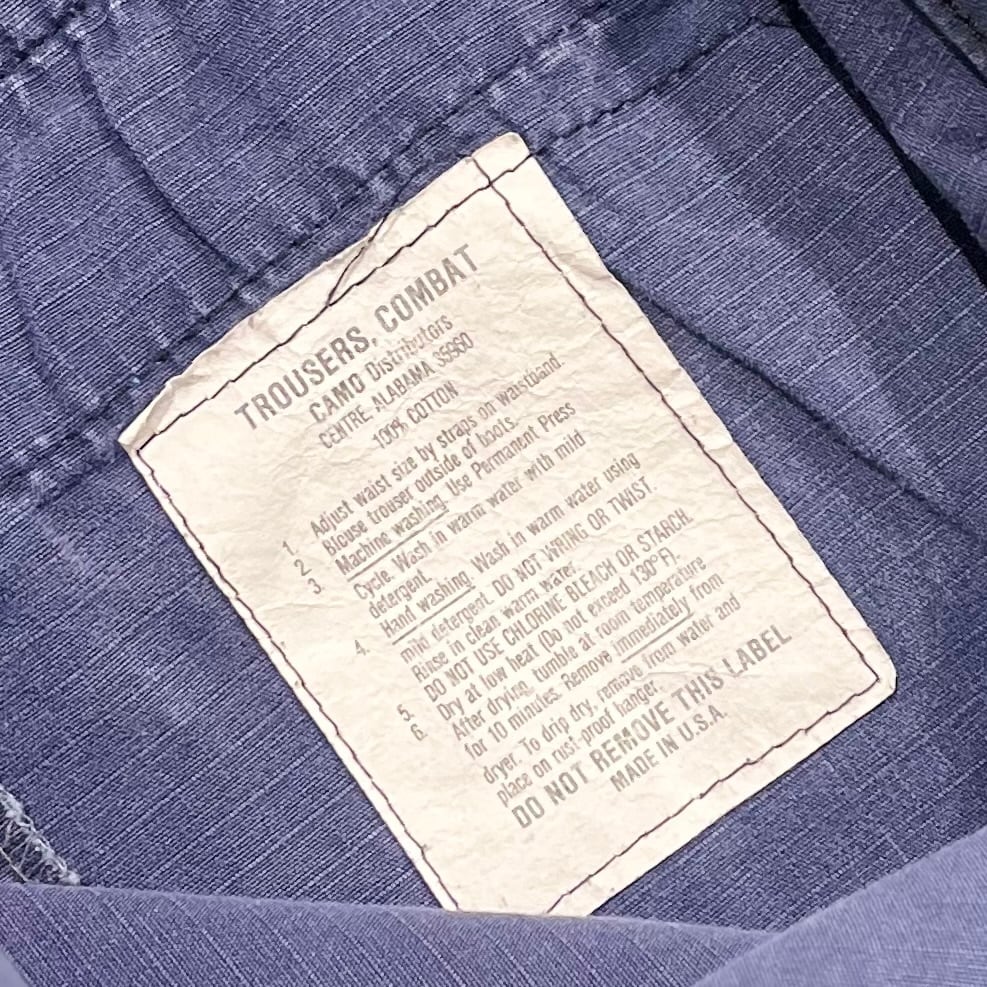 TROUSERS, COMBAT
CAMO Distributors
CENTRE, ALABAMA 35960
100% COTTON
1. Adjust waist size by straps on waistband.
2. Blouse trouser outside of boots.
3. Machine washing. Use Permanent Press
Cycle. Wash in warm water with mild
detergent.
4. Hand washing. Wash in warm water using
mild detergent. DO NOT WRING OR TWIST.
Rinse in clean warm water.
5. DO NOT USE CHLORINE BLEACH OR STARCH.
6. Dry at low heat (Do not exceed 130°F).
After drying, tumble at room temperature
for 10 minutes. Remove immediately from
dryer. To drip dry, remove from water and
place on rust-proof hanger.
DO NOT REMOVE THIS LABEL
MADE IN U.S.A.